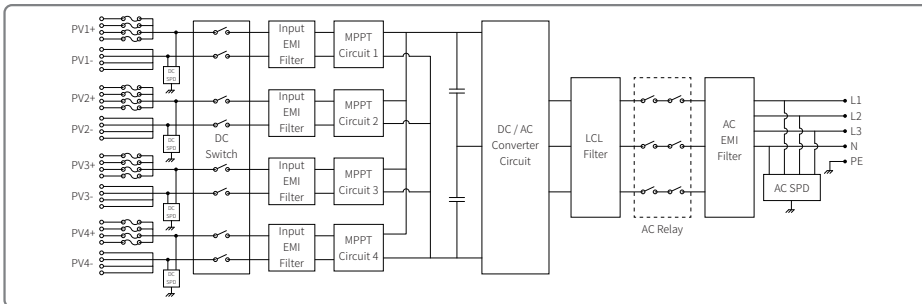 PV1+
PV1-
DC
SPD
PV2+
PV2-
DC
SPD
PV3+
PV3-
DC
SPD
PV4+
PV4-
DC
SPD
DC
Switch
Input
EMI
Filter
MPPT
Circuit 1
Input
EMI
Filter
MPPT
Circuit 2
Input
EMI
Filter
MPPT
Circuit 3
Input
EMI
Filter
MPPT
Circuit 4
DC / AC
Converter
Circuit
LCL
Filter
AC Relay
AC
EMI
Filter
L1
L2
L3
N
PE
AC SPD